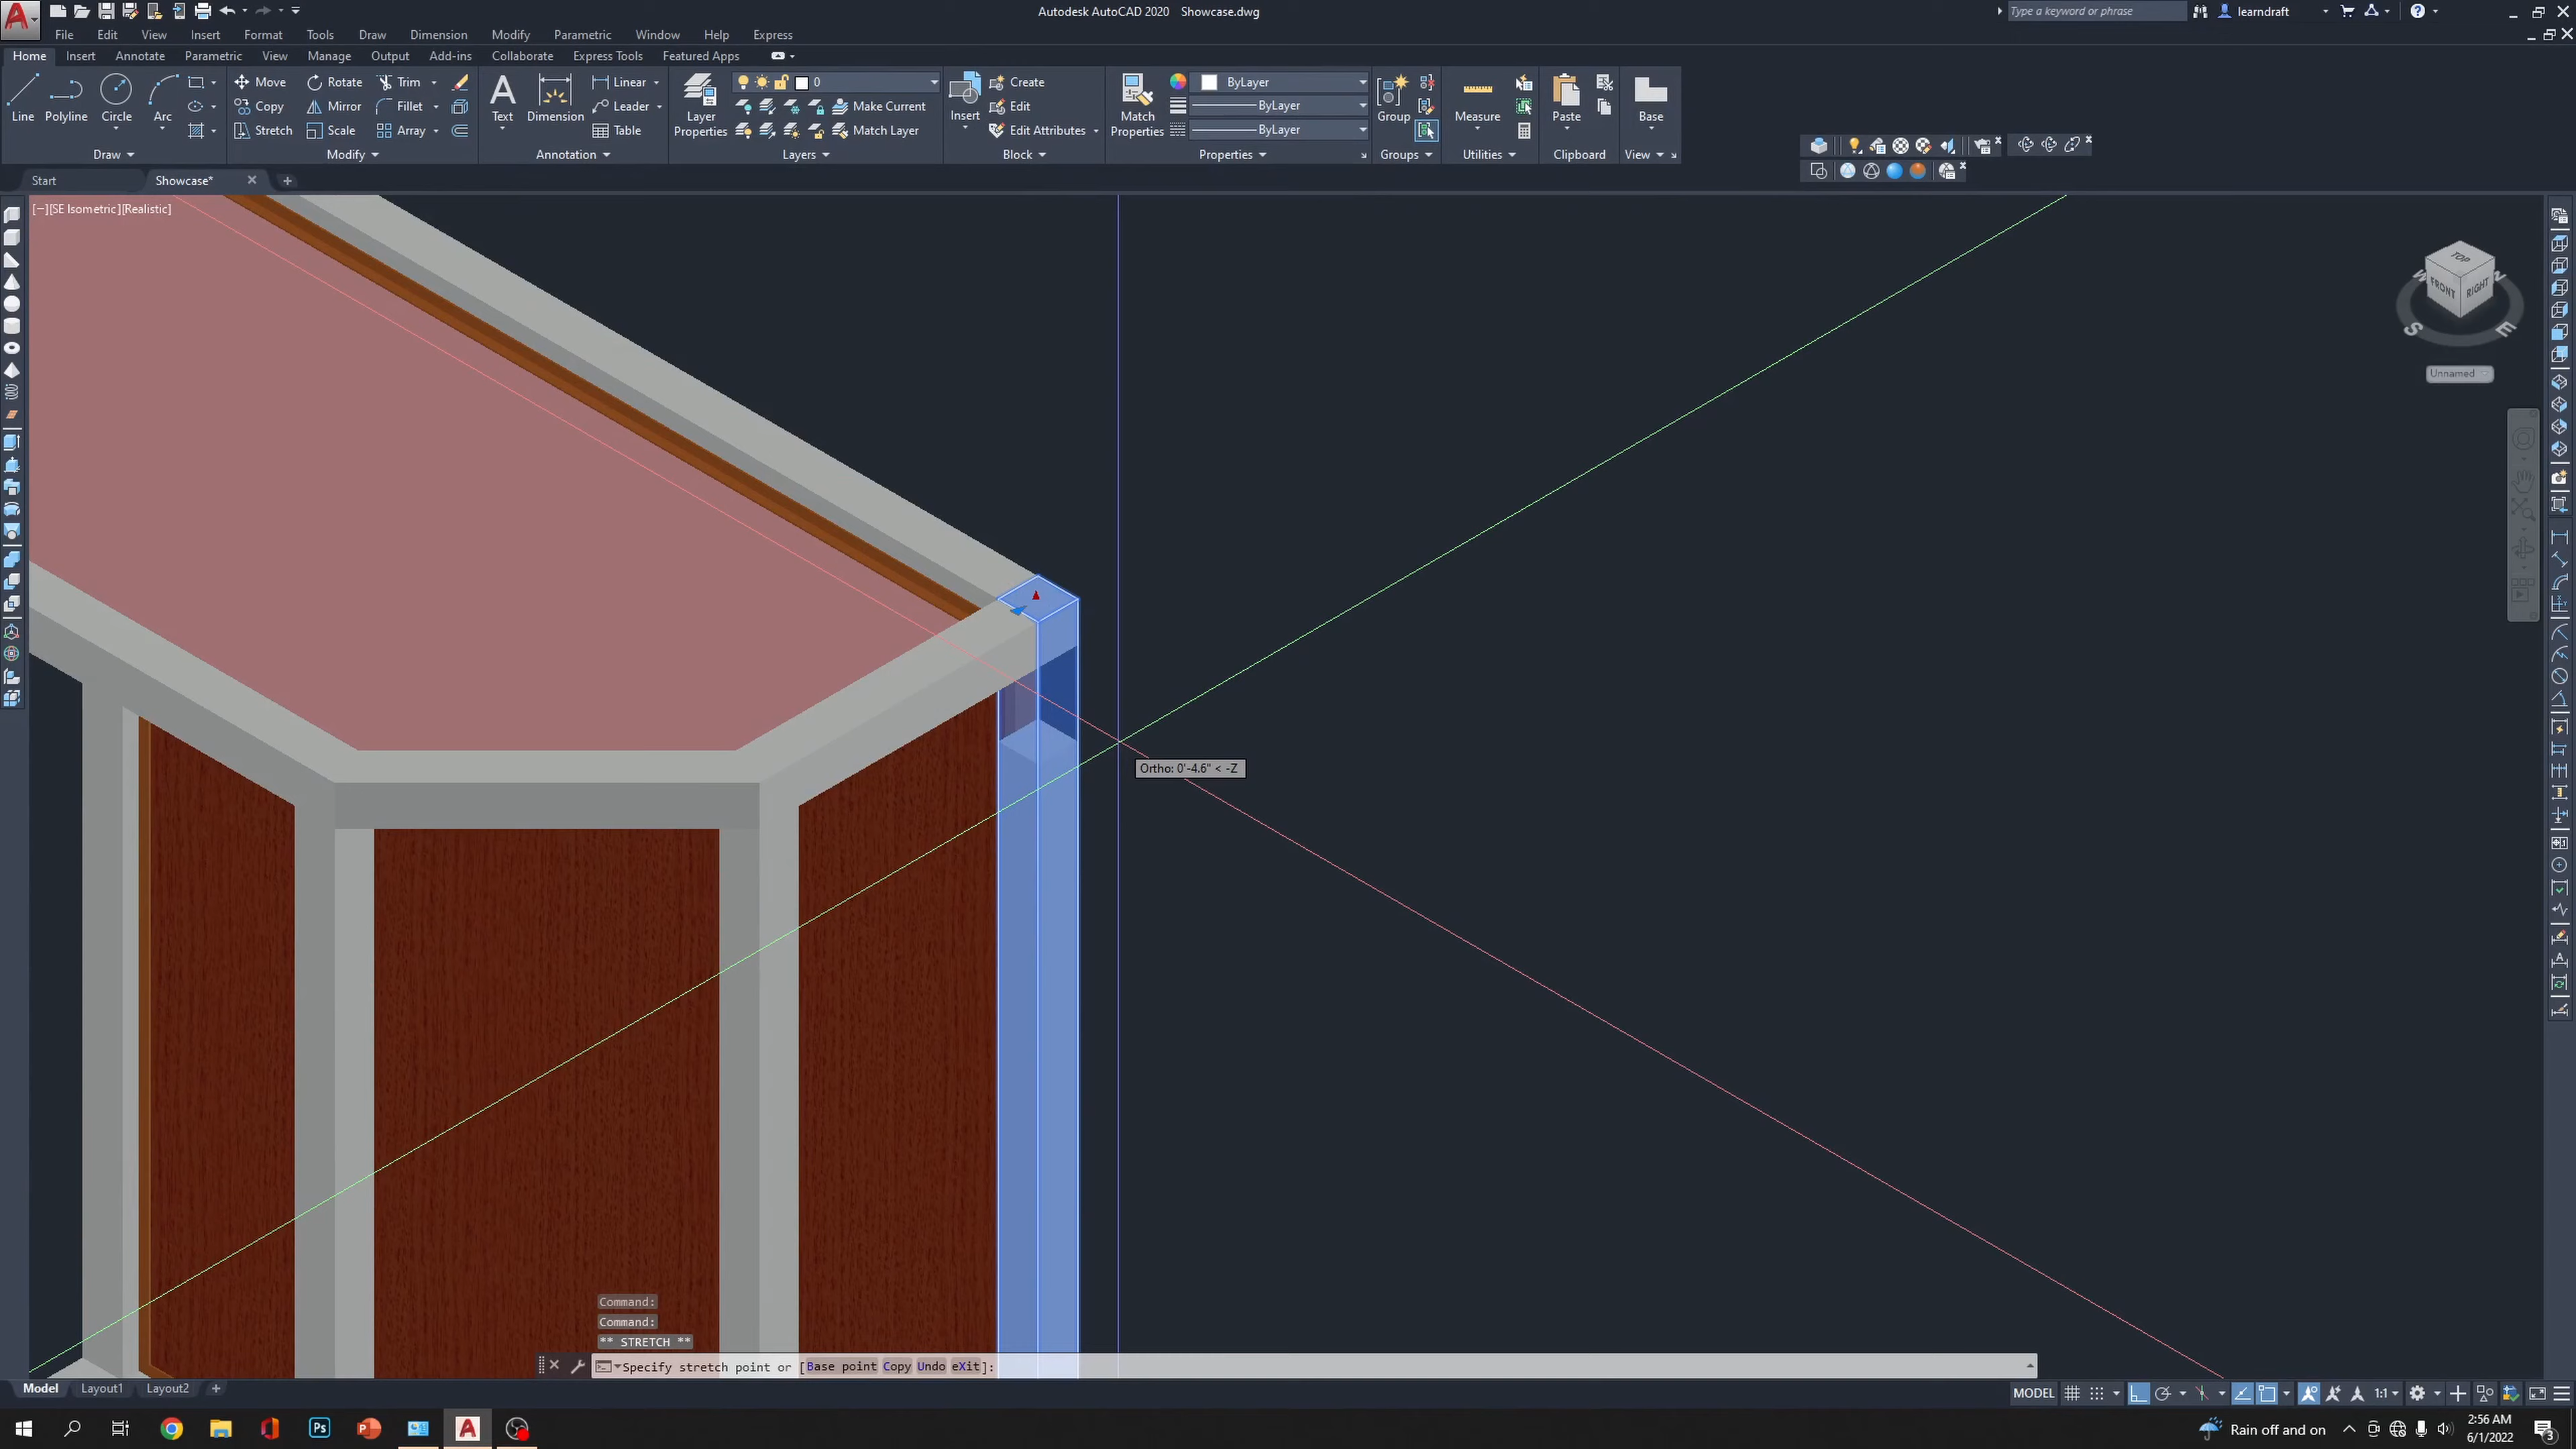 Autodesk AutoCAD 2020 Showcase.dwg
Type a keyword or phrase
learndraft
File Edit View Insert Format Tools Draw Dimension Modify Parametric Window Help Express
Home Insert Annotate Parametric View Manage Output Add-ins Collaborate Express Tools Featured Apps
Line Polyline Circle Arc
Move Rotate Trim
Copy Mirror Fillet
Stretch Scale Array
Text Dimension
Linear
Leader
Table
Layer Properties
0
Make Current
Match Layer
Insert
Create
Edit
Edit Attributes
Match Properties
ByLayer
ByLayer
ByLayer
Group
Measure
Paste
Base
Draw Modify Annotation Layers Block Properties Groups Utilities Clipboard View
Start Showcase*
[−][SE Isometric][Realistic]
TOP
FRONT RIGHT
W N
S E
Unnamed
Ortho: 0'-4.6" < -Z
Command:
Command:
** STRETCH **
Specify stretch point or [Base point Copy Undo eXit]:
Model Layout1 Layout2
MODEL 1:1
Ps
Rain off and on
2:56 AM
6/1/2022
3